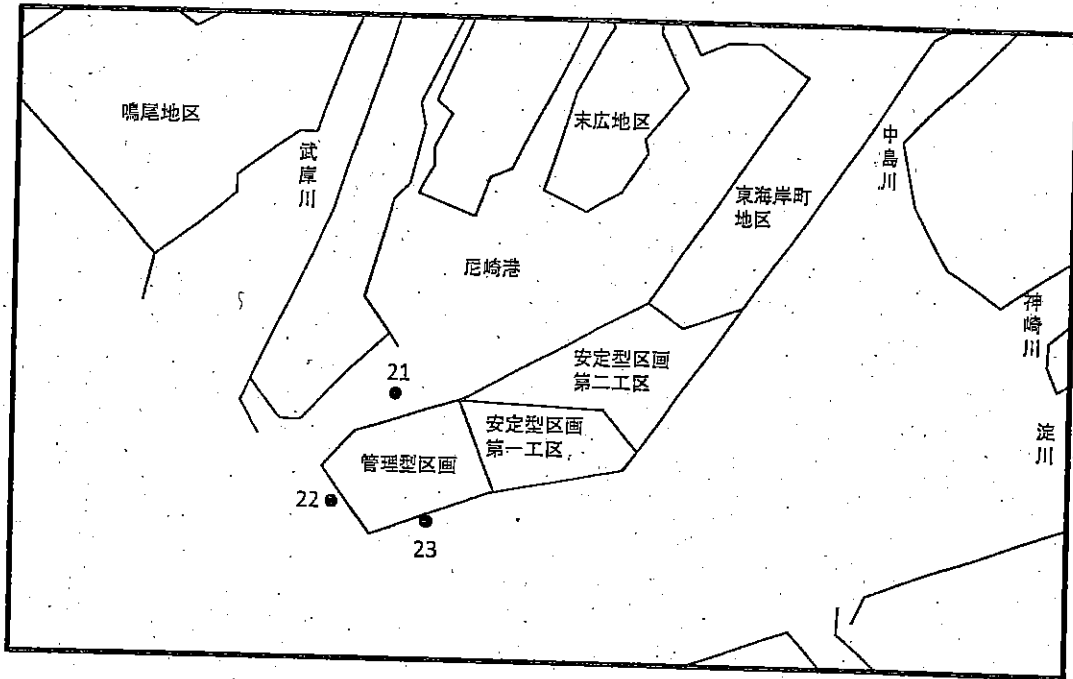 鳴尾地区
武庫川
末広地区
中島川
東海岸町
地区
尼崎港
神崎川
安定型区画
第二工区
21
安定型区画
第一工区
淀川
管理型区画
22
23